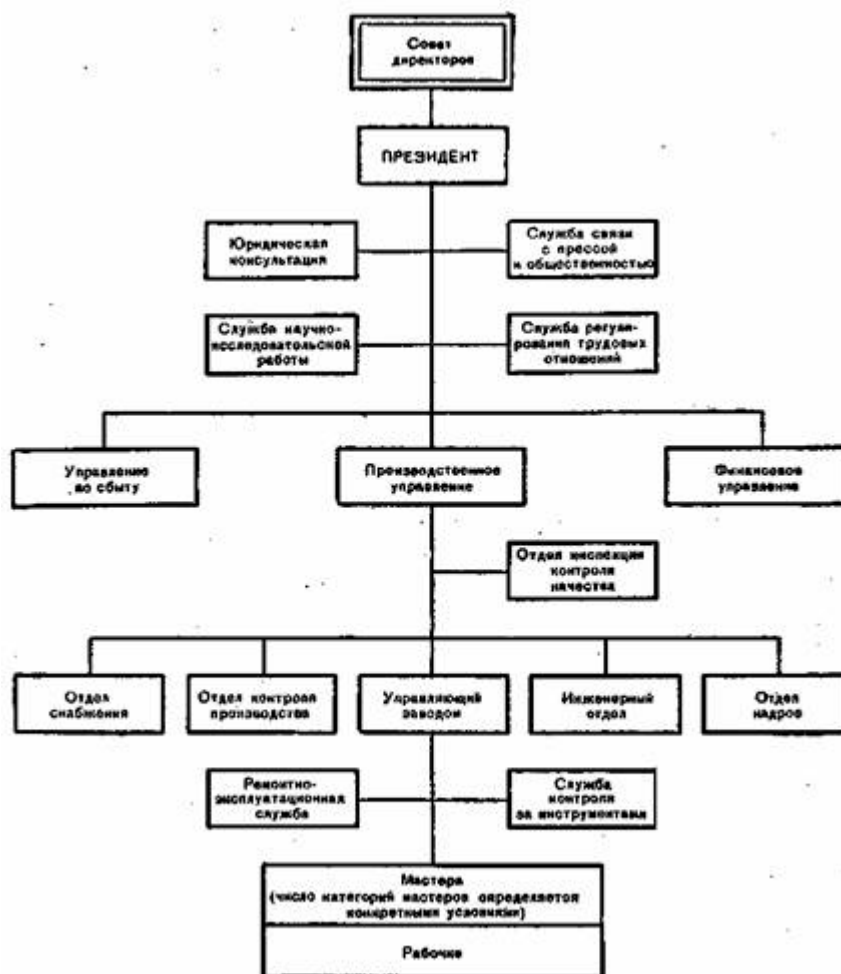 Совет
директоров
ПРЕЗИДЕНТ
Юридическая
консультация
Служба связи
с прессой
и общественностью
Служба научно-
исследовательской
работы
Служба регули-
рования трудовых
отношений
Управление
по сбыту
Производственное
управление
Финансовое
управление
Отдел инспекции
контроля
качества
Отдел
снабжения
Отдел контроля
производства
Управляющий
заводом
Инженерный
отдел
Отдел
кадров
Ремонтно-
эксплуатационная
служба
Служба
контроля
за инструментами
Мастера
(число категорий мастеров определяется
конкретными условиями)
Рабочие